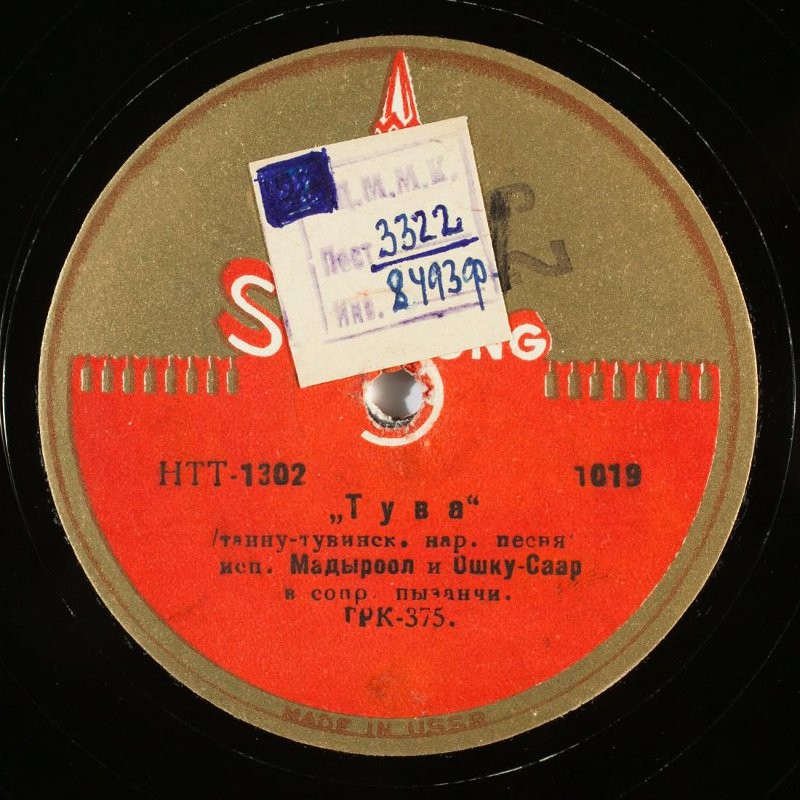 Г.М.М.К.
Пост. 3322
Инв. 8493ф.
S ONG
НТТ-1302 1019
„Тува“
/танну-тувинск. нар. песня
исп. Мадыроол и Ошку-Саар
в сопр. пызанчи.
ГРК-375.
MADE IN USSR